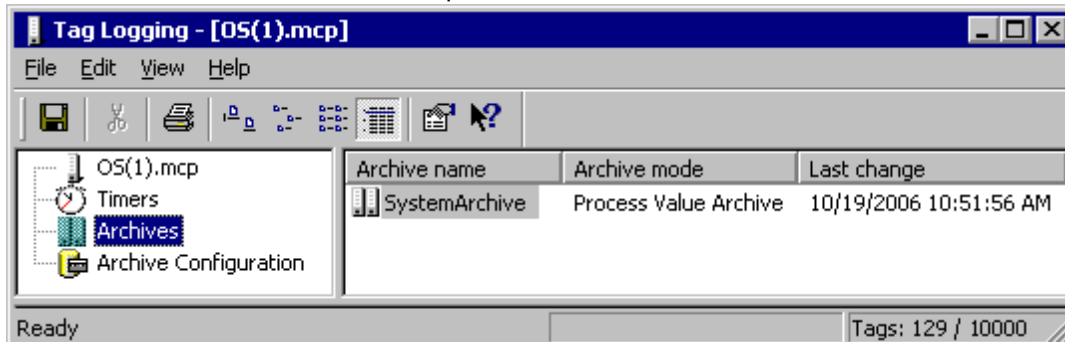 Tag Logging - [OS(1).mcp]
File Edit View Help
OS(1).mcp
Timers
Archives
Archive Configuration
Archive name Archive mode Last change
SystemArchive Process Value Archive 10/19/2006 10:51:56 AM
Ready Tags: 129 / 10000